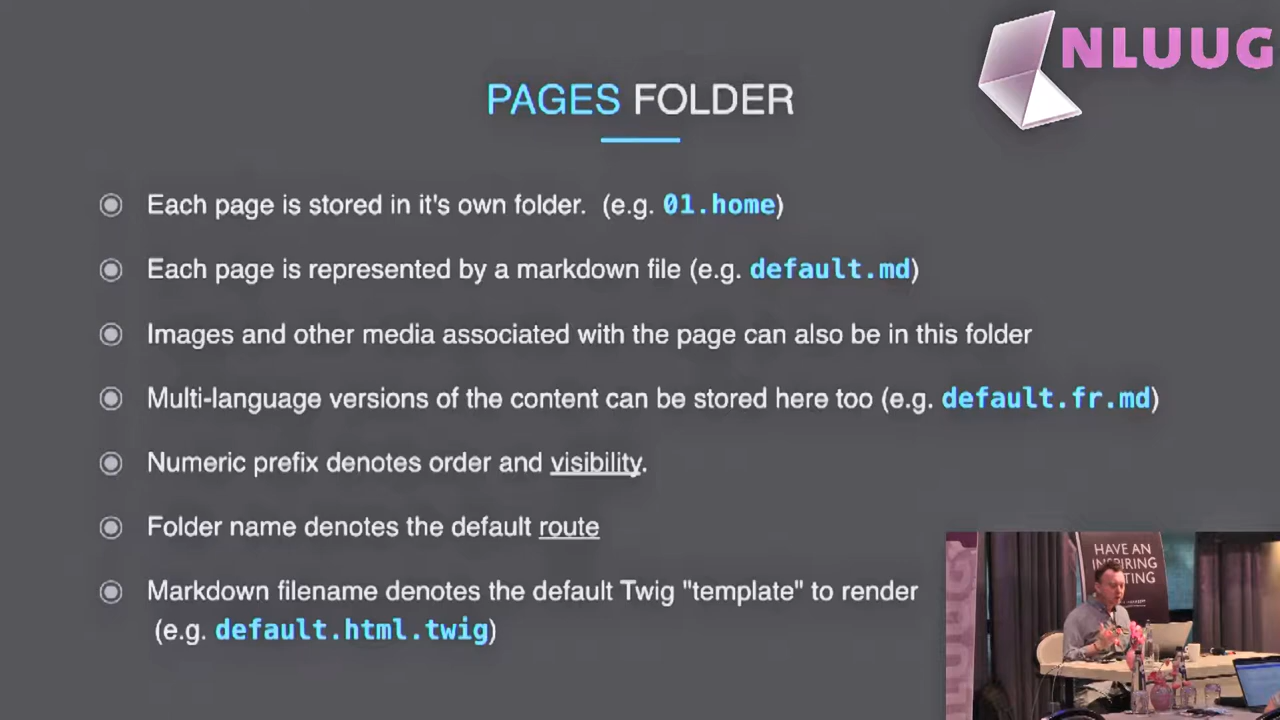 NLUUG
PAGES FOLDER
Each page is stored in it's own folder. (e.g. 01.home)
Each page is represented by a markdown file (e.g. default.md)
Images and other media associated with the page can also be in this folder
Multi-language versions of the content can be stored here too (e.g. default.fr.md)
Numeric prefix denotes order and visibility.
Folder name denotes the default route
Markdown filename denotes the default Twig "template" to render
(e.g. default.html.twig)
HAVE AN